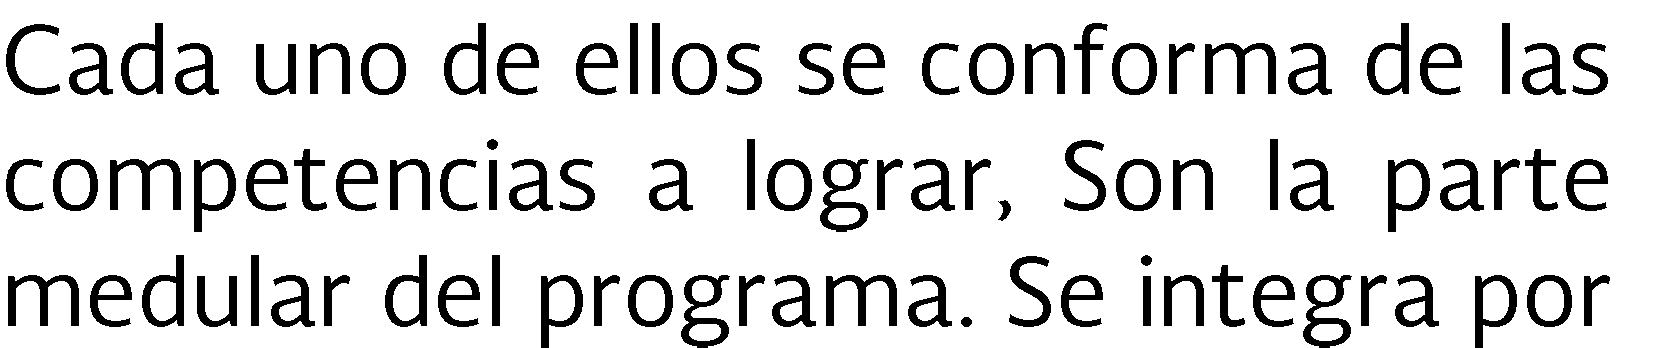 Cada uno de ellos se conforma de las
competencias a lograr, Son la parte
medular del programa. Se integra por